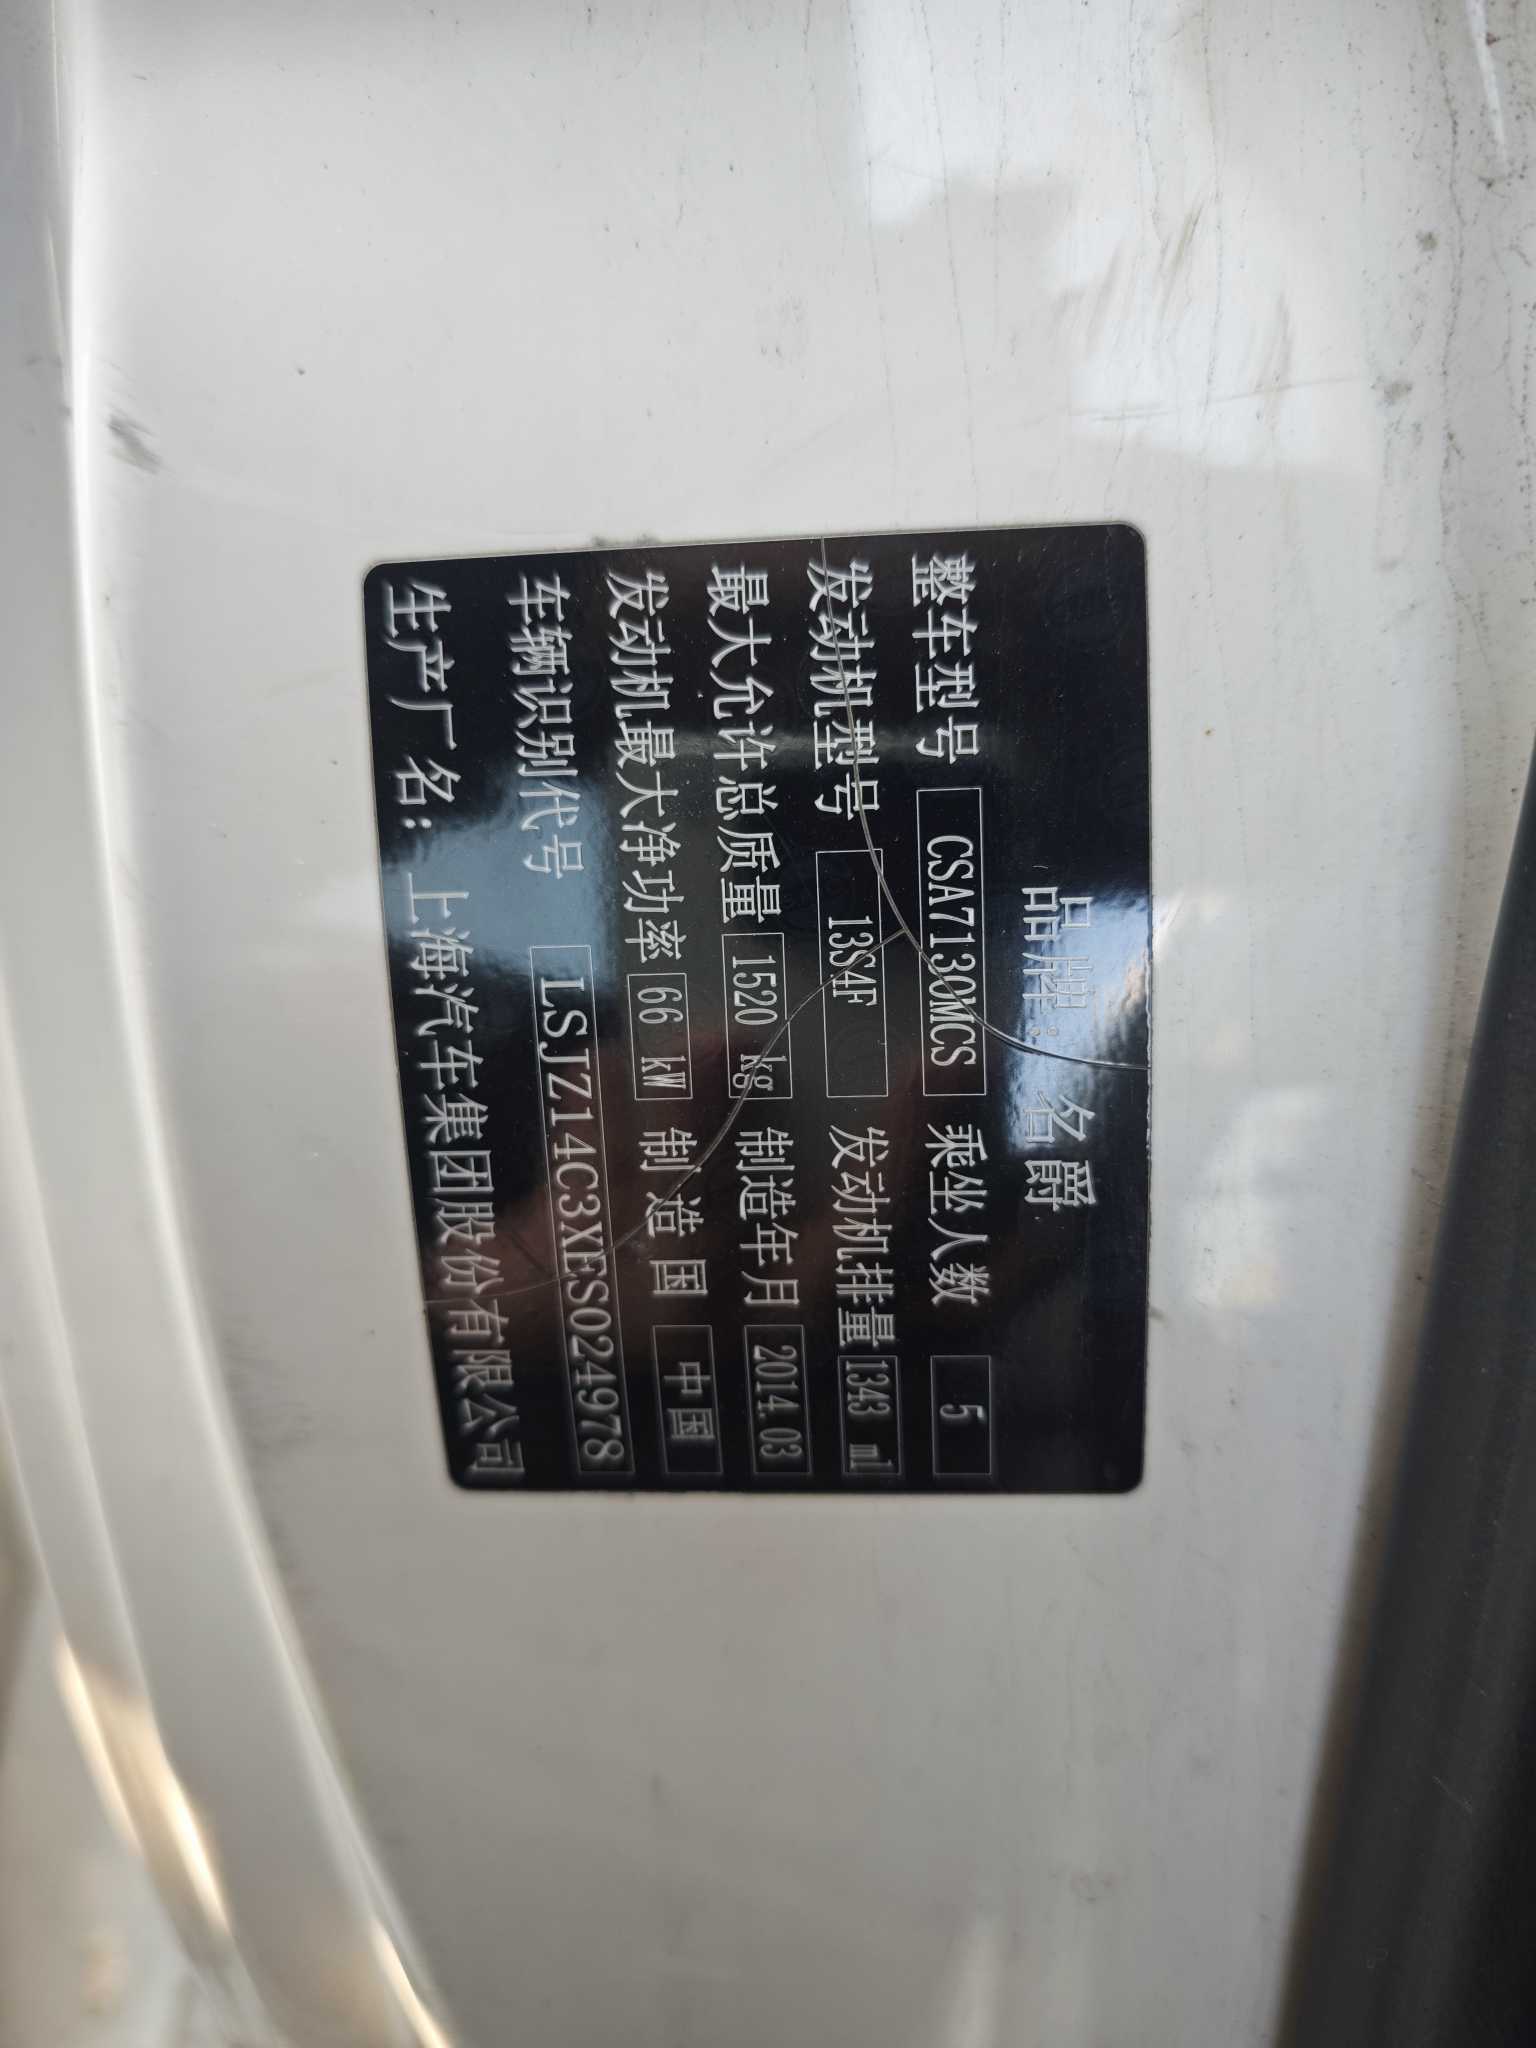 品牌: 名爵
整车型号 CSA7130MCS 乘坐人数 5
发动机型号 13S4F 发动机排量 1343 ml
最大允许总质量 1520 kg 制造年月 2014.03
发动机最大净功率 66 kW 制造国 中国
车辆识别代号 LSJZ14C3XES024978
生产厂名: 上海汽车集团股份有限公司